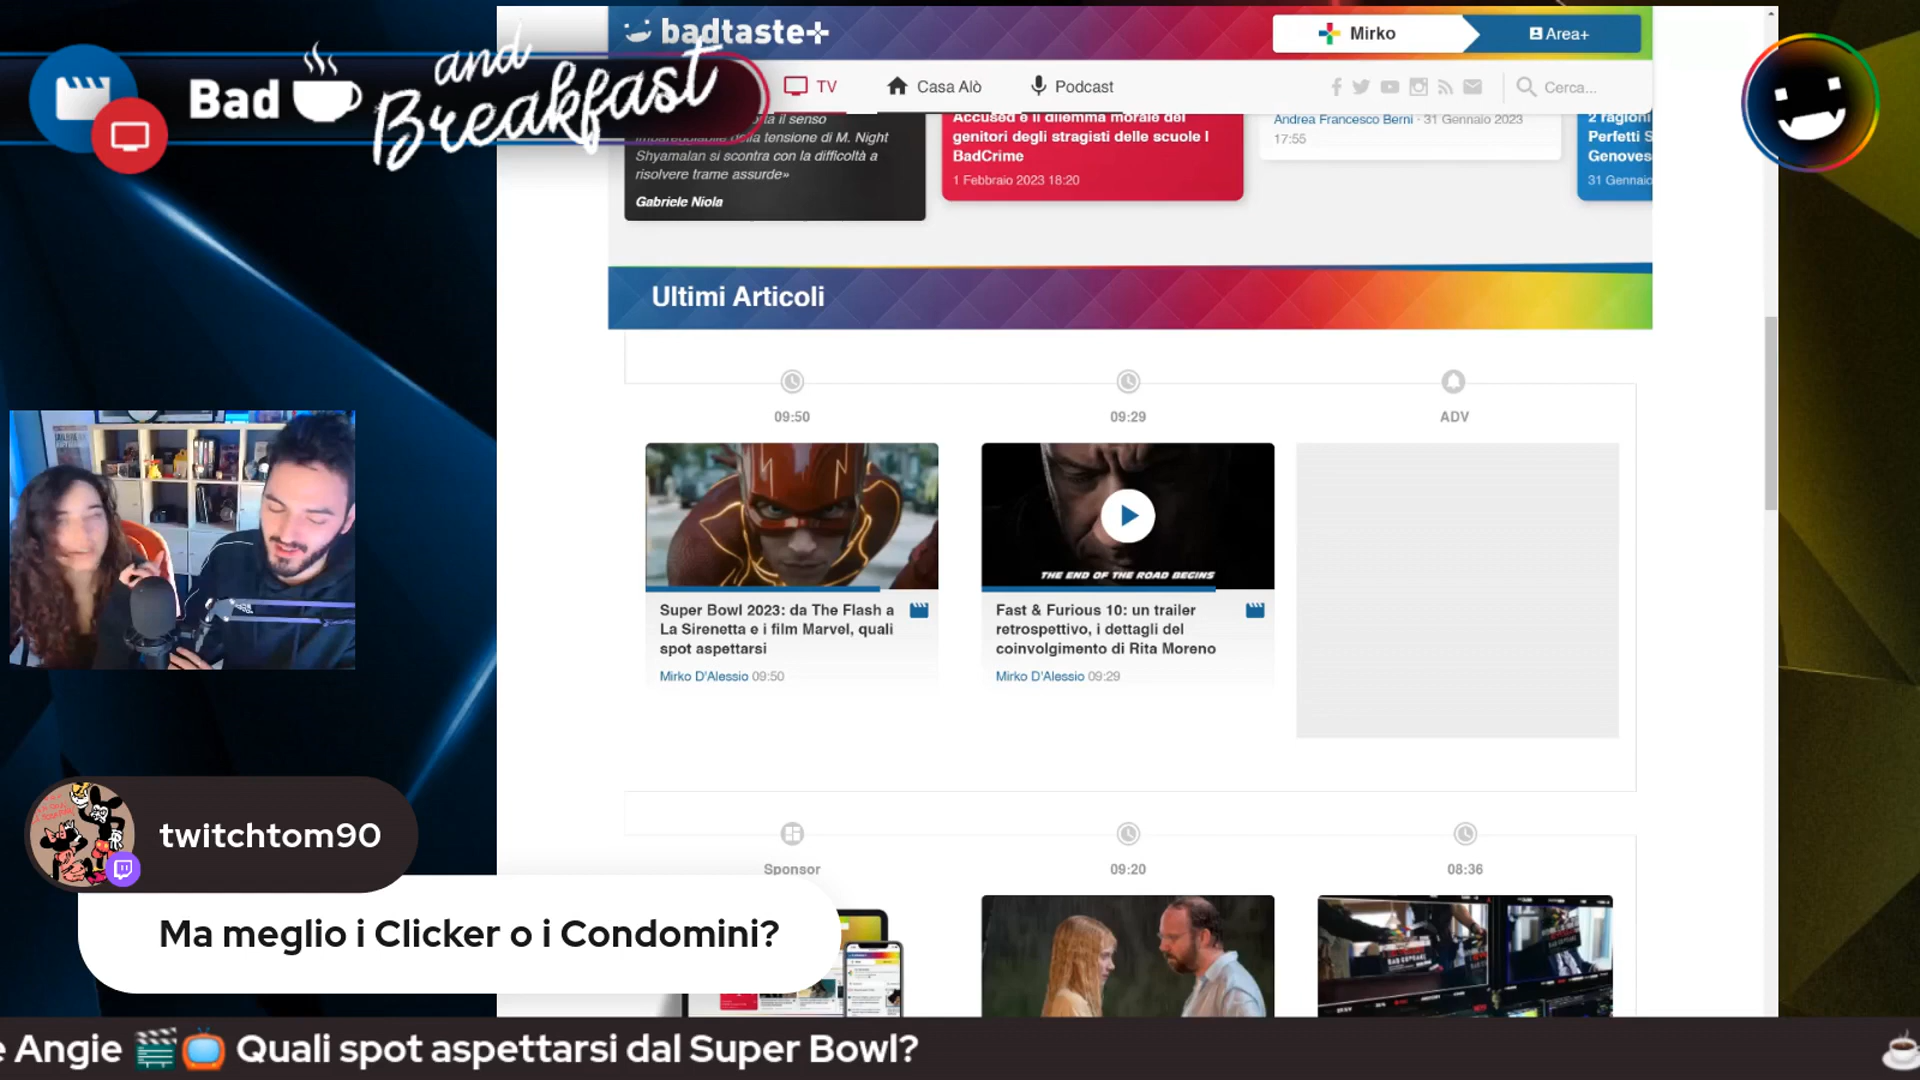 badtaste+
Mirko
Area+
Bad and Breakfast
TV
Casa Alò
Podcast
Cerca...
il senso
della tensione di M. Night
Shyamalan si scontra con la difficoltà a
risolvere trame assurde»
Gabriele Niola
Accused e il dilemma morale dei
genitori degli stragisti delle scuole I
BadCrime
1 Febbraio 2023 18:20
Andrea Francesco Berni · 31 Gennaio 2023
17:55
2 ragioni
Perfetti S
Genoves
31 Gennaio
Ultimi Articoli
09:50
09:29
ADV
THE END OF THE ROAD BEGINS
Super Bowl 2023: da The Flash a
La Sirenetta e i film Marvel, quali
spot aspettarsi
Mirko D'Alessio 09:50
Fast & Furious 10: un trailer
retrospettivo, i dettagli del
coinvolgimento di Rita Moreno
Mirko D'Alessio 09:29
Sponsor
09:20
08:36
twitchtom90
Ma meglio i Clicker o i Condomini?
e Angie 🎬📺 Quali spot aspettarsi dal Super Bowl?